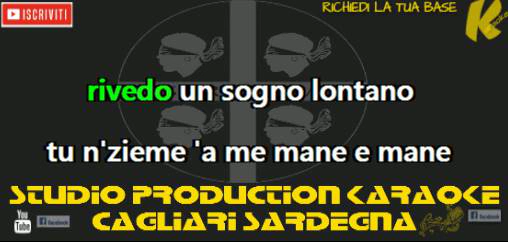 ISCRIVITI
RICHIEDI LA TUA BASE
Karaoke
rivedo un sogno lontano
tu n'zieme 'a me mane e mane
STUDIO PRODUCTION KARAOKE
CAGLIARI SARDEGNA
You Tube
facebook
facebook